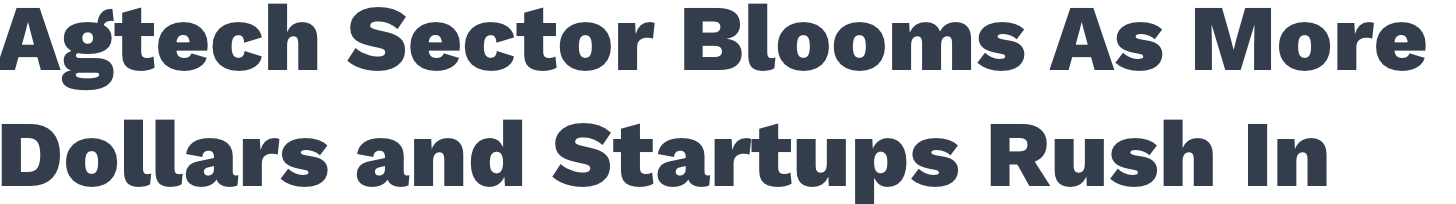 Agtech Sector Blooms As More
Dollars and Startups Rush In